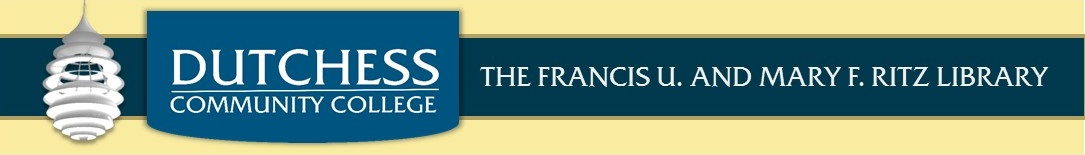 DUTCHESS
COMMUNITY COLLEGE
THE FRANCIS U. AND MARY F. RITZ LIBRARY